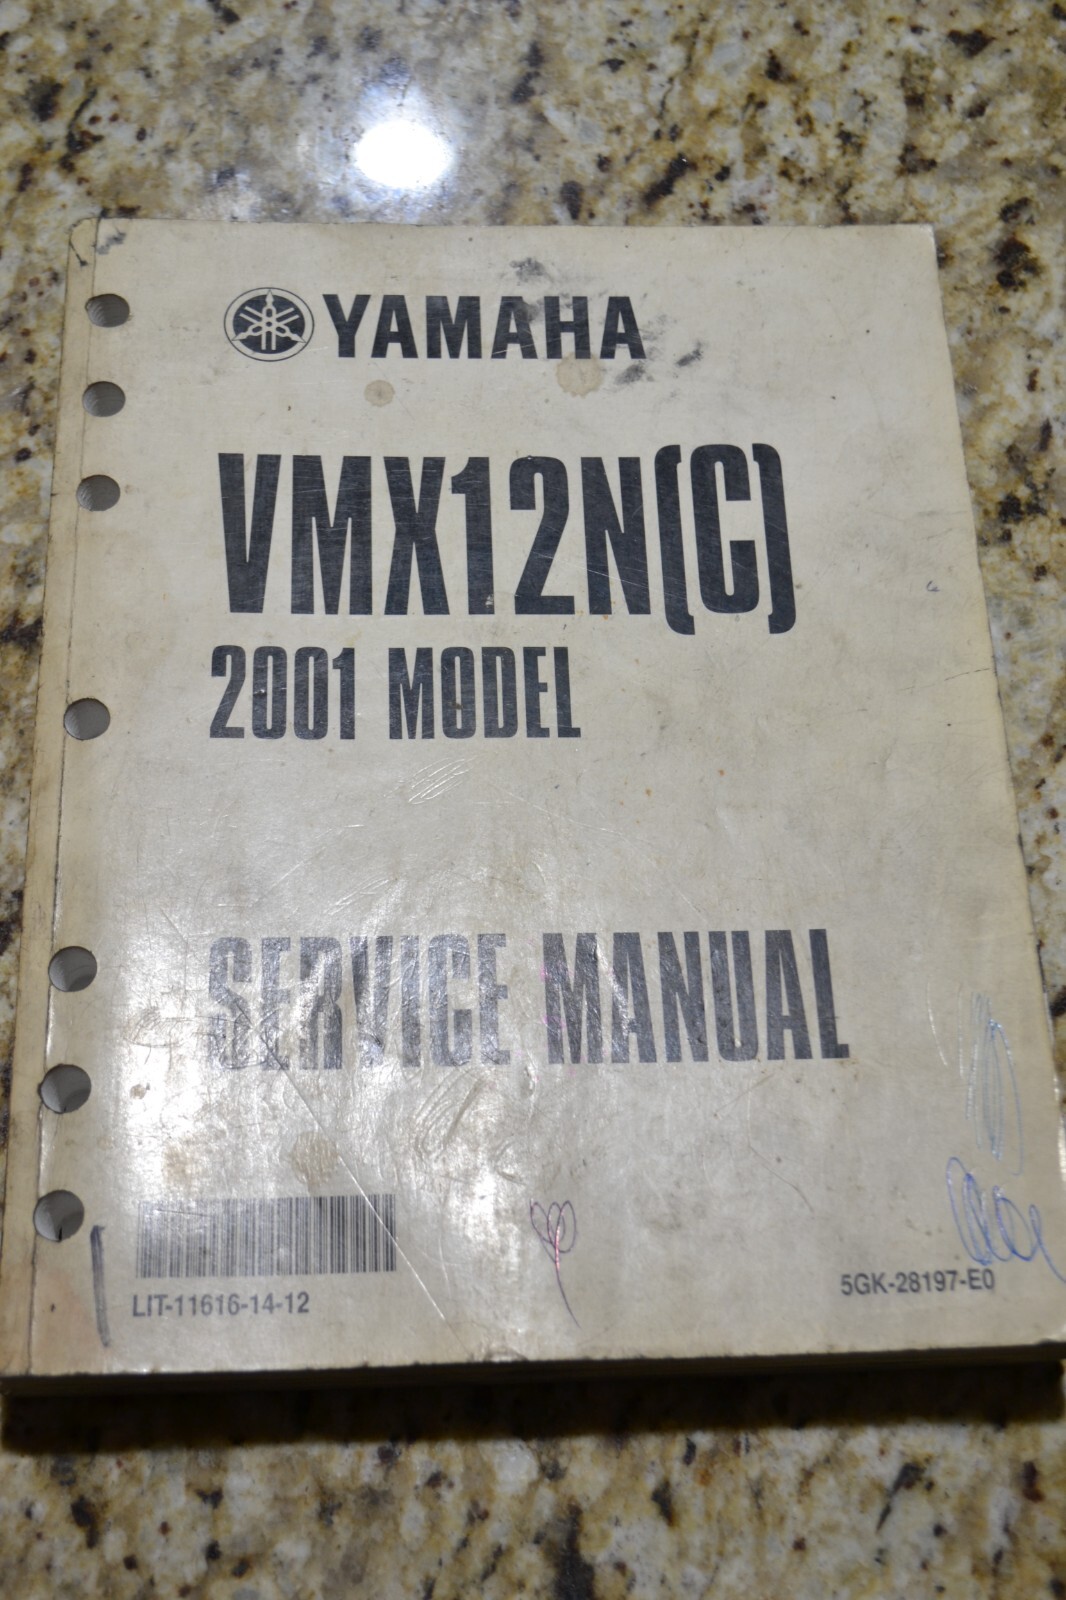 YAMAHA
VMX12N(C)
2001 MODEL
SERVICE MANUAL
LIT-11616-14-12
5GK-28197-E0